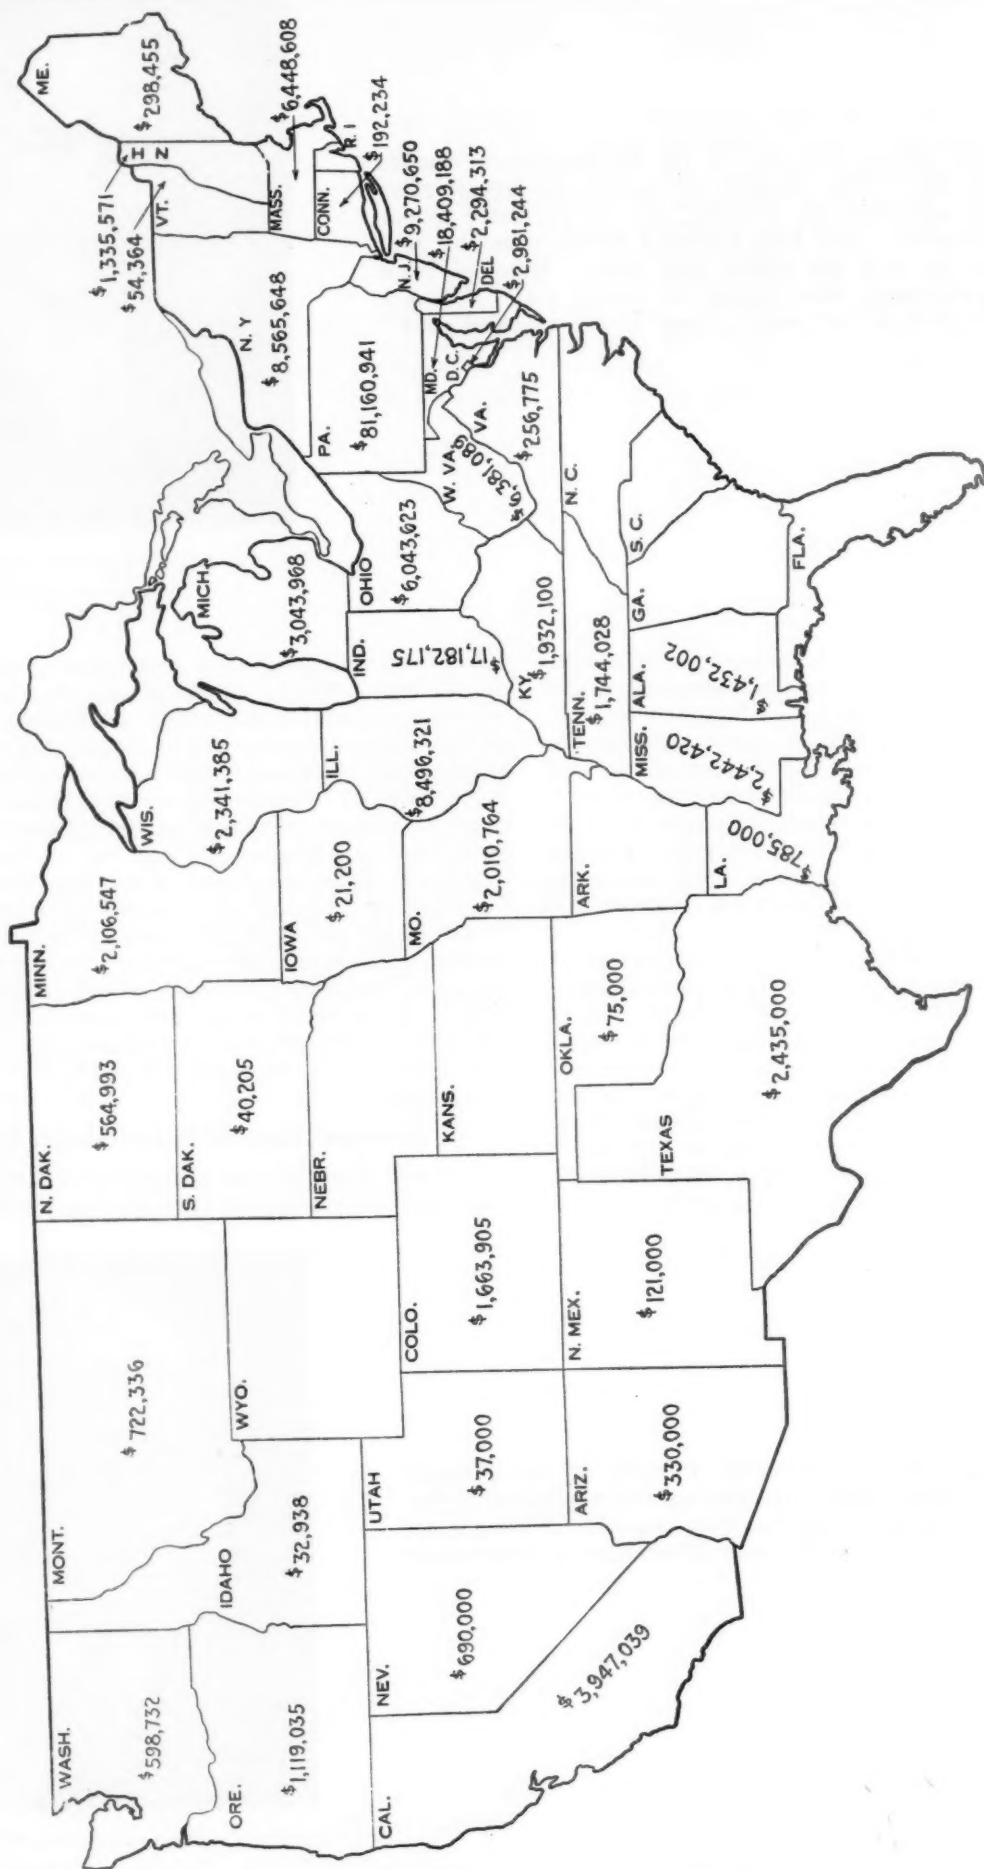 WASH.
$598,732
ORE.
$1,119,035
CAL.
$3,947,039
NEV.
$690,000
IDAHO
$32,938
MONT.
$722,336
WYO.
UTAH
$37,000
ARIZ.
$330,000
COLO.
$1,663,905
N. MEX.
$121,000
N. DAK.
$564,993
S. DAK.
$40,205
NEBR.
KANS.
OKLA.
$75,000
TEXAS
$2,435,000
MINN.
$2,106,547
IOWA
$21,200
MO.
$2,010,764
ARK.
LA.
$785,000
WIS.
$2,341,385
ILL.
$8,496,321
MICH.
$3,043,968
IND.
$17,182,175
OHIO
$6,043,623
KY.
$1,932,100
TENN.
$1,744,028
MISS.
$2,442,420
ALA.
$1,432,002
GA.
FLA.
S. C.
N. C.
VA.
$256,775
W. VA.
PA.
$81,160,941
N. Y
$8,565,648
VT.
$54,364
N H
$1,335,571
ME.
$298,455
MASS.
$6,448,608
R. I
CONN.
$192,234
N. J.
$9,270,650
MD.
$18,409,188
DEL
$2,294,313
D.C.
$2,981,244